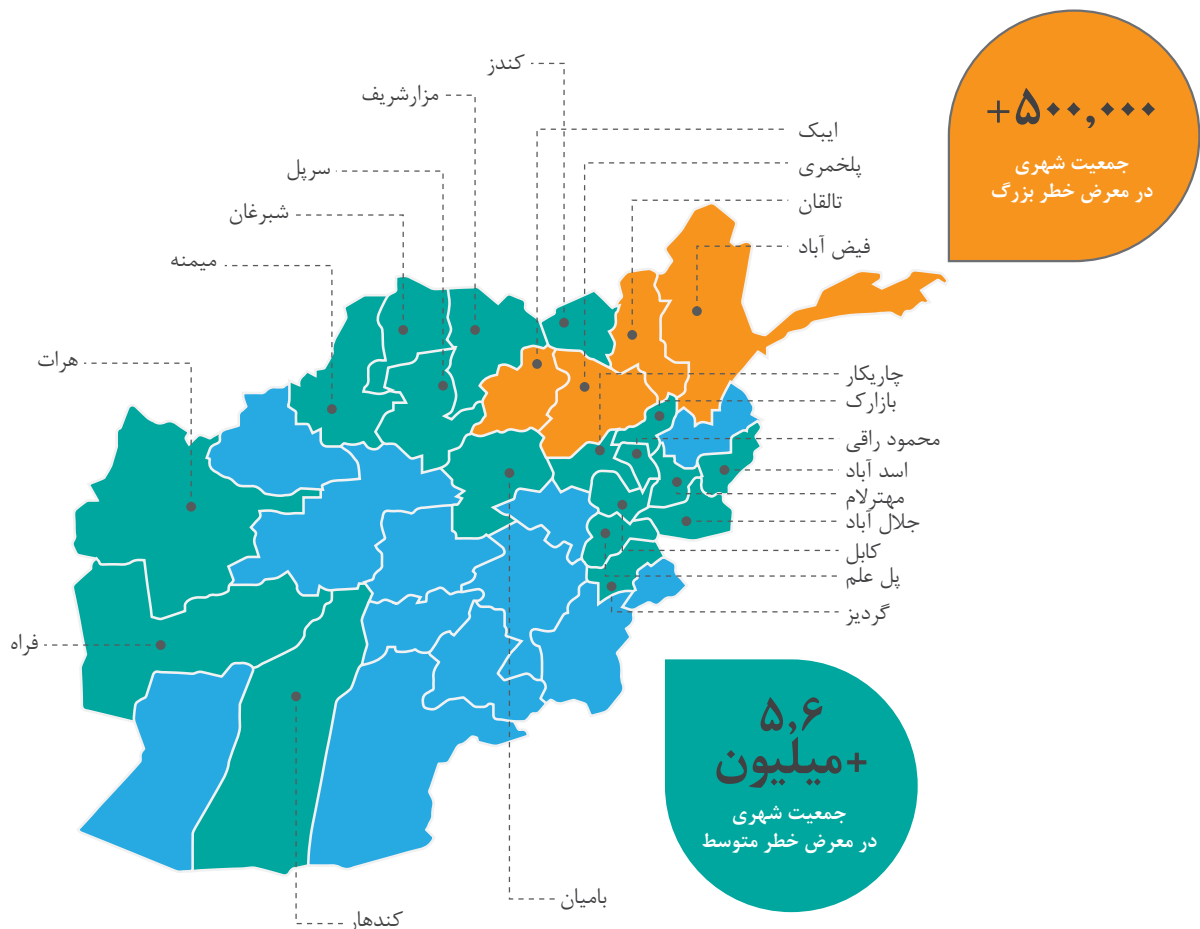 کندز
مزارشریف
ایبک
پلخمری
سرپل
تالقان
شبرغان
فیض آباد
میمنه
هرات
+۵۰۰,۰۰۰
جمعیت شهری
در معرض خطر بزرگ
چاریکار
بازارک
محمود راقی
اسد آباد
مهترلام
جلال آباد
کابل
پل علم
گردیز
فراه
۵,۶
+میلیون
جمعیت شهری
در معرض خطر متوسط
بامیان
کندهار